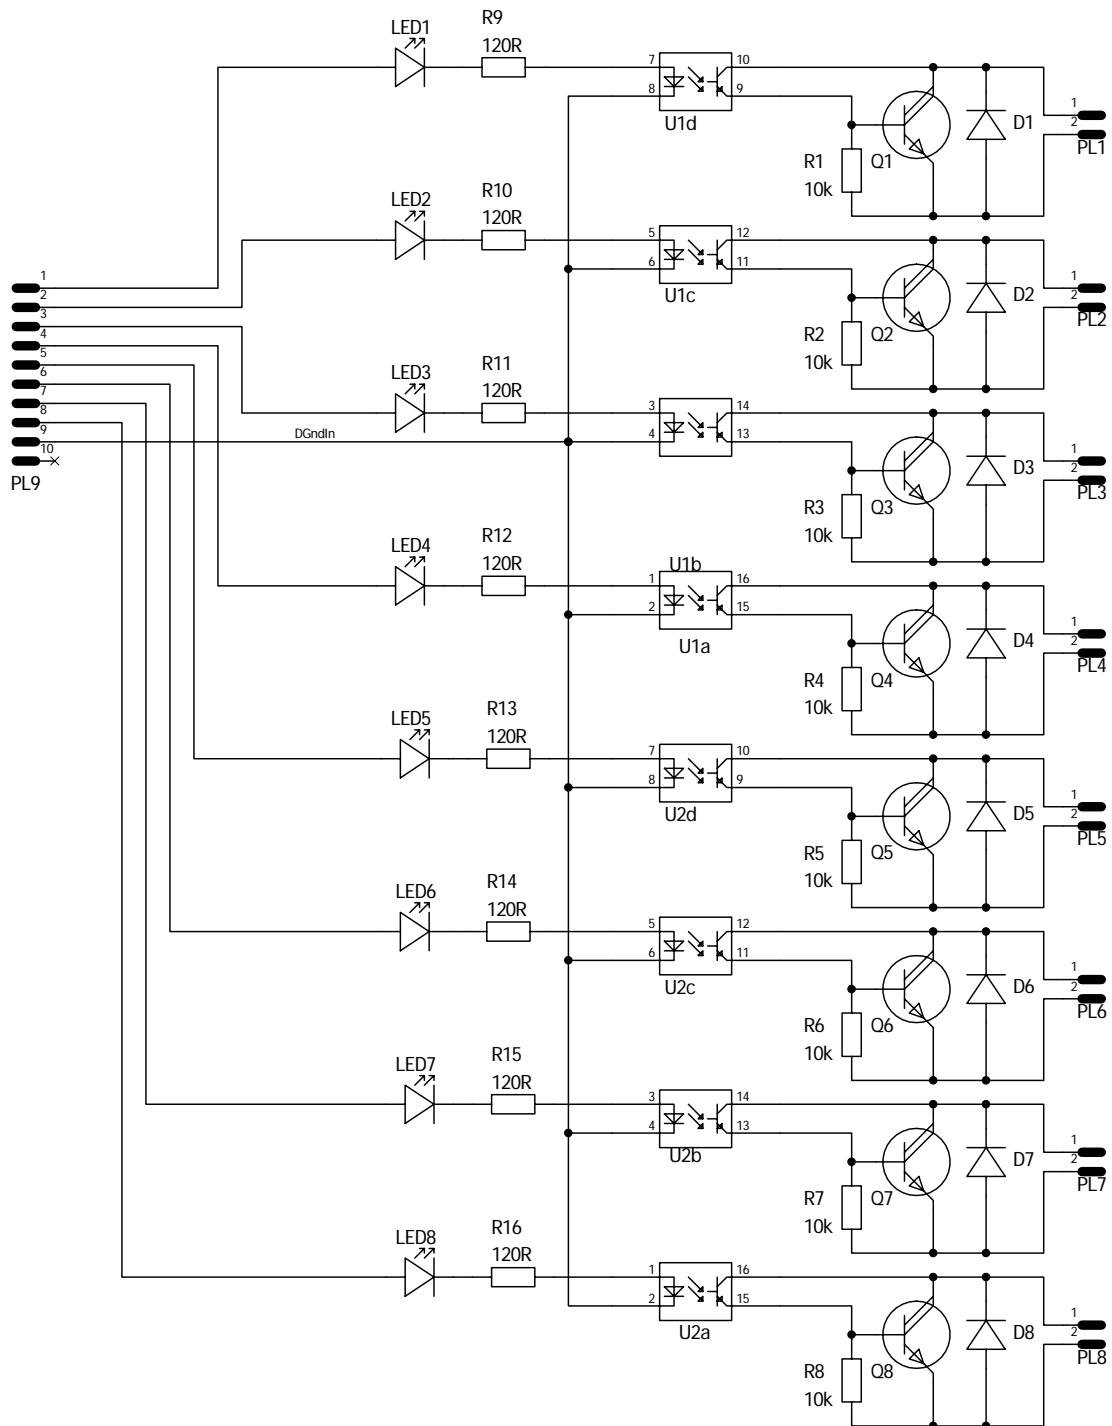 LED1
R9
120R
7
8
10
9
U1d
R1
10k
Q1
D1
1
2
PL1
LED2
R10
120R
5
6
12
11
U1c
R2
10k
Q2
D2
1
2
PL2
1
2
3
4
5
6
7
8
9
10
PL9
DGndIn
LED3
R11
120R
3
4
14
13
R3
10k
Q3
D3
1
2
PL3
LED4
R12
120R
U1b
1
2
16
15
U1a
R4
10k
Q4
D4
1
2
PL4
LED5
R13
120R
7
8
10
9
U2d
R5
10k
Q5
D5
1
2
PL5
LED6
R14
120R
5
6
12
11
U2c
R6
10k
Q6
D6
1
2
PL6
LED7
R15
120R
3
4
14
13
U2b
R7
10k
Q7
D7
1
2
PL7
LED8
R16
120R
1
2
16
15
U2a
R8
10k
Q8
D8
1
2
PL8